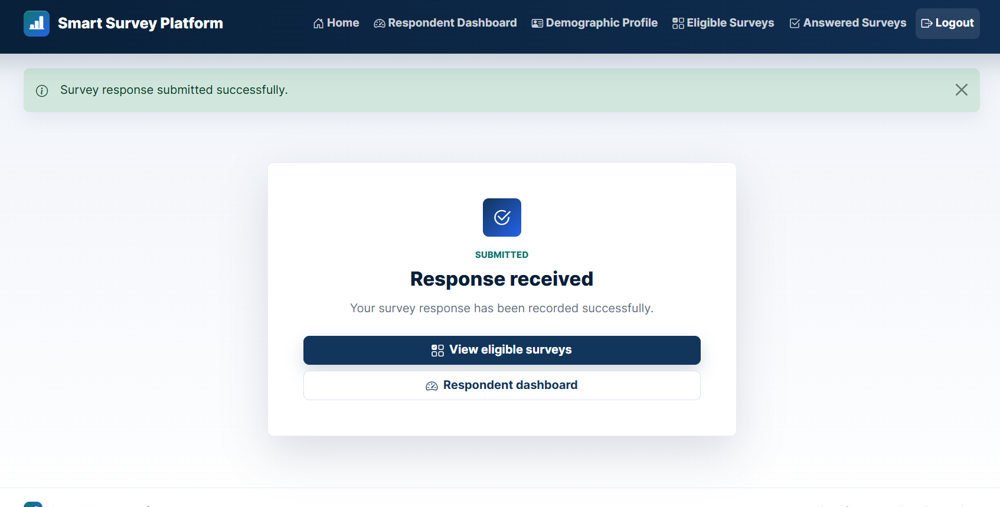 Smart Survey Platform
Home
Respondent Dashboard
Demographic Profile
Eligible Surveys
Answered Surveys
Logout
Survey response submitted successfully.
SUBMITTED
Response received
Your survey response has been recorded successfully.
View eligible surveys
Respondent dashboard